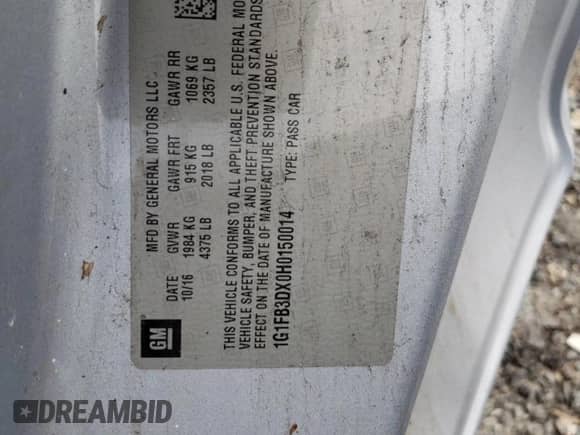 MFD BY GENERAL MOTORS LLC
DATE GVWR GAWR FRT GAWR RR
10/16 1984 KG 915 KG 1069 KG
4375 LB 2018 LB 2357 LB
THIS VEHICLE CONFORMS TO ALL APPLICABLE U.S. FEDERAL MO
VEHICLE SAFETY, BUMPER, AND THEFT PREVENTION STANDARDS
EFFECT ON THE DATE OF MANUFACTURE SHOWN ABOVE.
1G1FB3DX0H0150014 TYPE: PASS CAR
GM
DREAMBID